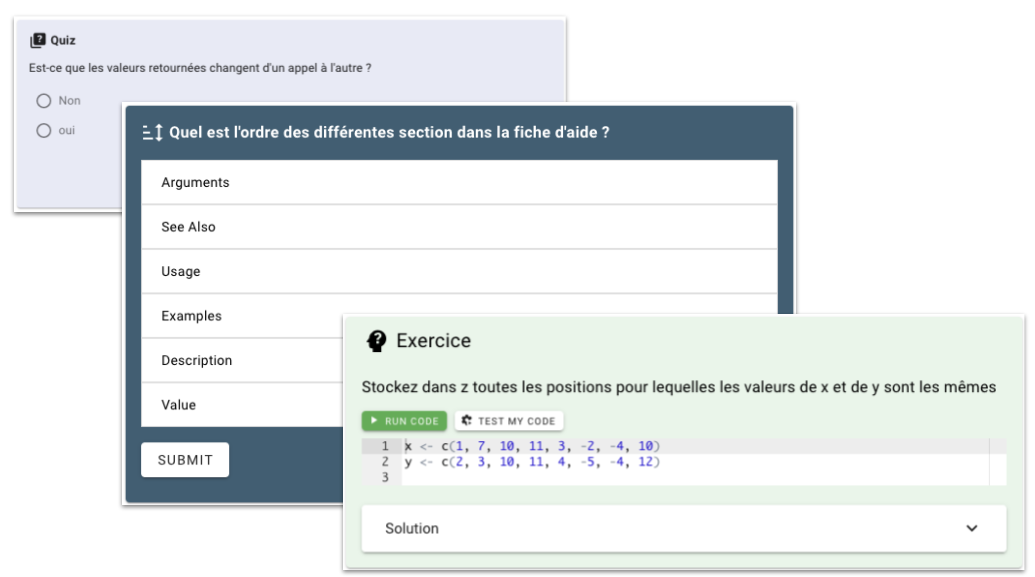 Quiz
Est-ce que les valeurs retournées changent d'un appel à l'autre ?
Non
oui
Quel est l'ordre des différentes section dans la fiche d'aide ?
Arguments
See Also
Usage
Examples
Description
Value
SUBMIT
Exercice
Stockez dans z toutes les positions pour lequelles les valeurs de x et de y sont les mêmes
RUN CODE TEST MY CODE
1 x <- c(1, 7, 10, 11, 3, -2, -4, 10)
2 y <- c(2, 3, 10, 11, 4, -5, -4, 12)
3
Solution